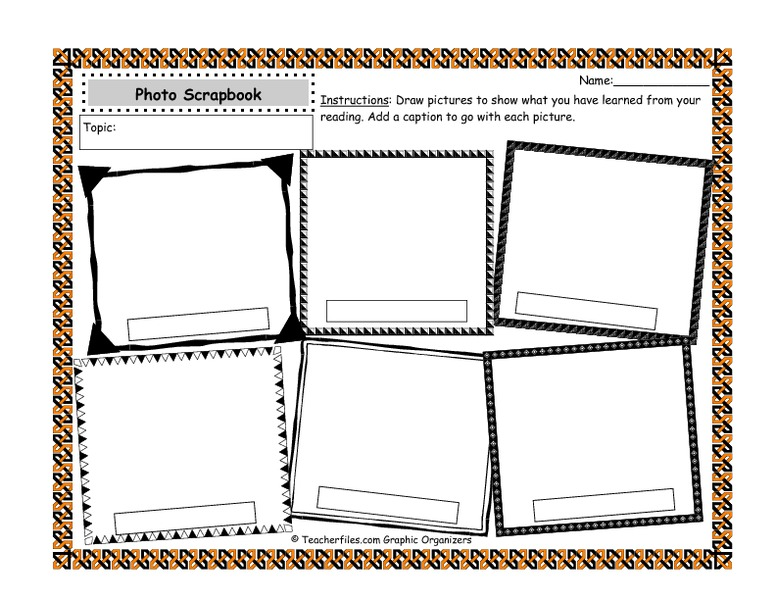 Photo Scrapbook
Name:______________
Instructions: Draw pictures to show what you have learned from your
reading. Add a caption to go with each picture.
Topic:
© Teacherfiles.com Graphic Organizers